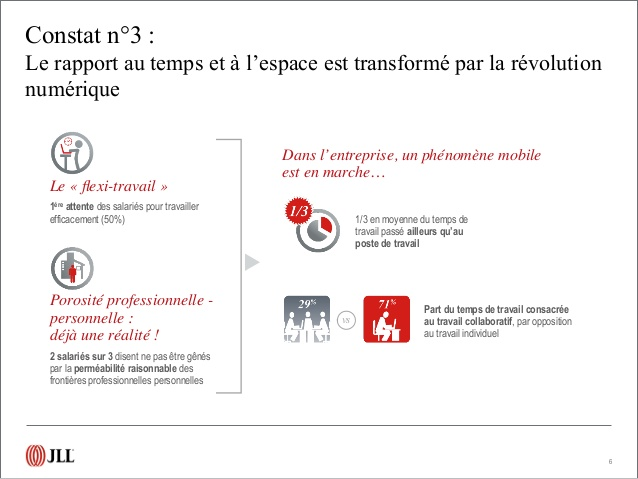 Constat n°3 :
Le rapport au temps et à l’espace est transformé par la révolution
numérique
Le « flexi-travail »
1ère attente des salariés pour travailler
efficacement (50%)
Porosité professionnelle -
personnelle :
déjà une réalité !
2 salariés sur 3 disent ne pas être gênés
par la perméabilité raisonnable des
frontières professionnelles personnelles
Dans l’entreprise, un phénomène mobile
est en marche…
1/3
1/3 en moyenne du temps de
travail passé ailleurs qu’au
poste de travail
29%
VS
71%
Part du temps de travail consacrée
au travail collaboratif, par opposition
au travail individuel
JLL
6